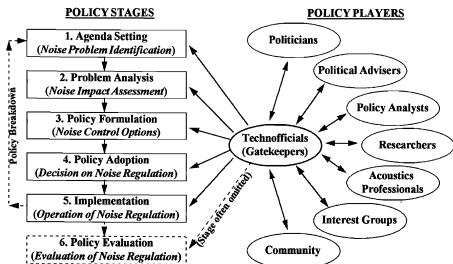 POLICY STAGES
1. Agenda Setting
(Noise Problem Identification)
2. Problem Analysis
(Noise Impact Assessment)
3. Policy Formulation
(Noise Control Options)
4. Policy Adoption
(Decision on Noise Regulation)
5. Implementation
(Operation of Noise Regulation)
6. Policy Evaluation
(Evaluation of Noise Regulation)
Policy Breakdown
(Stage often omitted)
POLICY PLAYERS
Politicians
Political Advisers
Policy Analysts
Technofficials
(Gatekeepers)
Researchers
Acoustics
Professionals
Interest Groups
Community